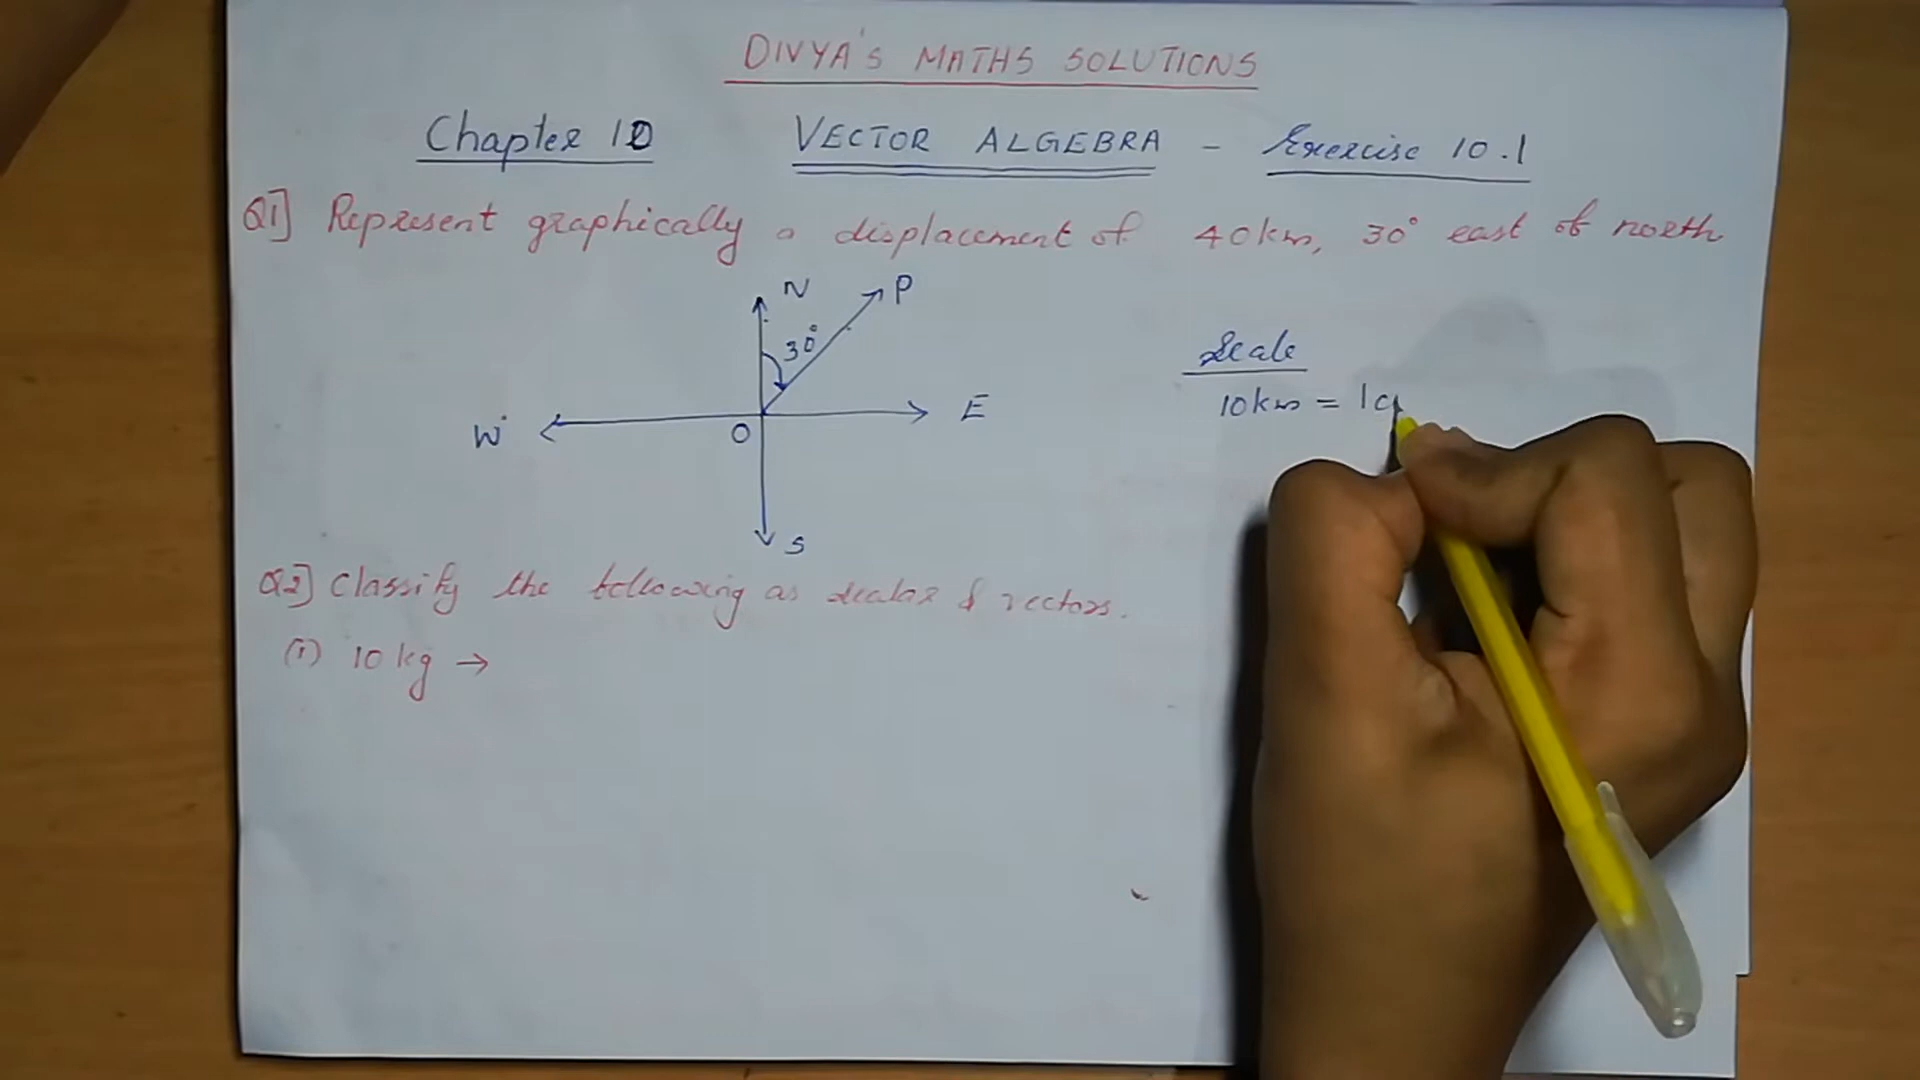 DIVYA'S MATHS SOLUTIONS
Chapter 10 VECTOR ALGEBRA - Exercise 10.1
Q1] Represent graphically a displacement of 40km, 30° east of north
N P
30°
Scale
10km = 1c
W E
O
S
Q2] Classify the following as scalar & vectors.
(i) 10 kg →